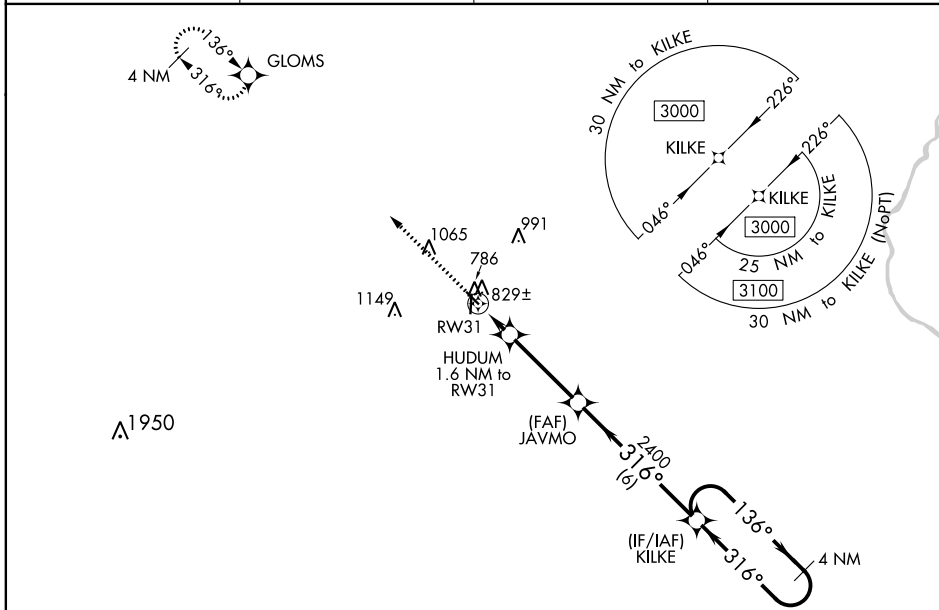 136°
GLOMS
4 NM
316°
30 NM to KILKE
3000
226°
KILKE
046°
226°
KILKE
3000
046°
25 NM to KILKE
3100
30 NM to KILKE (NoPT)
1065
991
786
1149
829±
RW31
HUDUM
1.6 NM to
RW31
1950
(FAF)
JAVMO
2400
316°
(6)
136°
(IF/IAF)
KILKE
316°
4 NM